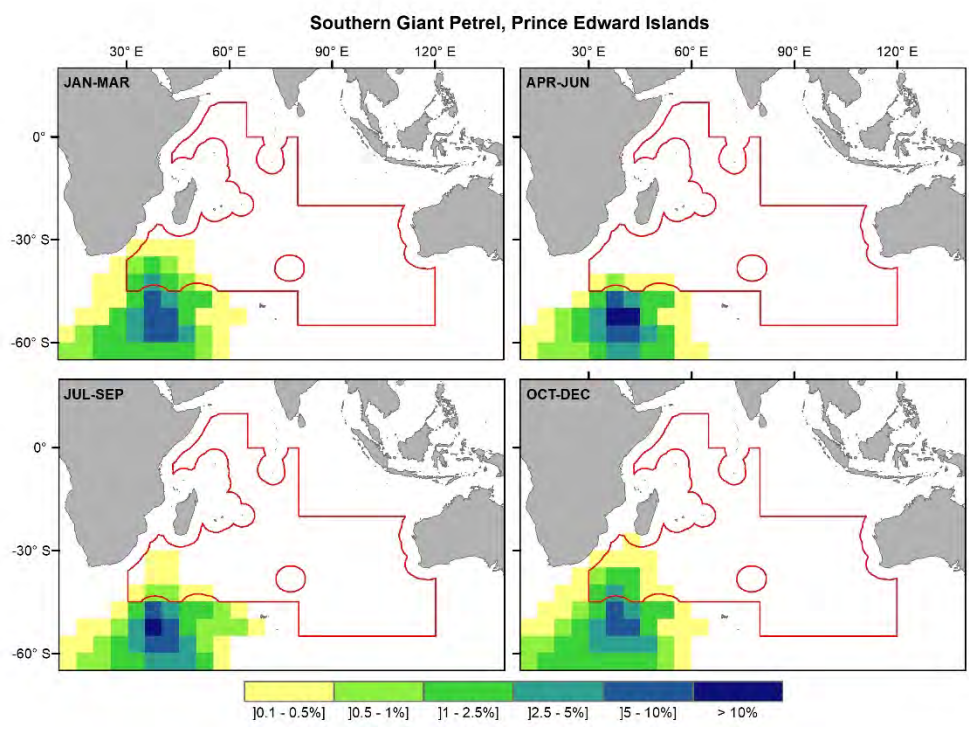 Southern Giant Petrel, Prince Edward Islands
30° E 60° E 90° E 120° E 30° E 60° E 90° E 120° E
JAN-MAR APR-JUN
0°
-30° S
-60° S
JUL-SEP OCT-DEC
0°
-30° S
-60° S
]0.1 - 0.5%] ]0.5 - 1%] ]1 - 2.5%] ]2.5 - 5%] ]5 - 10%] > 10%